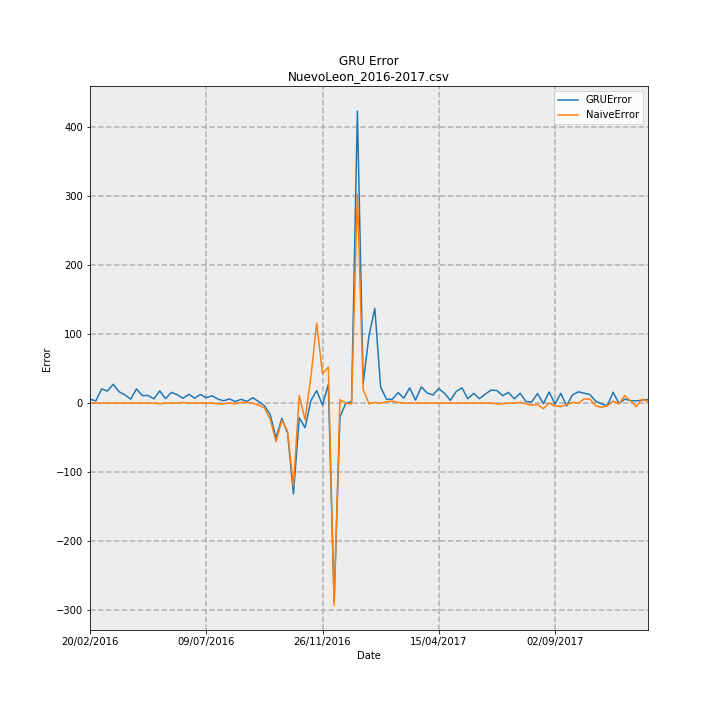 GRU Error
NuevoLeon_2016-2017.csv
GRUError
NaiveError
Error
400
300
200
100
0
−100
−200
−300
20/02/2016
09/07/2016
26/11/2016
15/04/2017
02/09/2017
Date